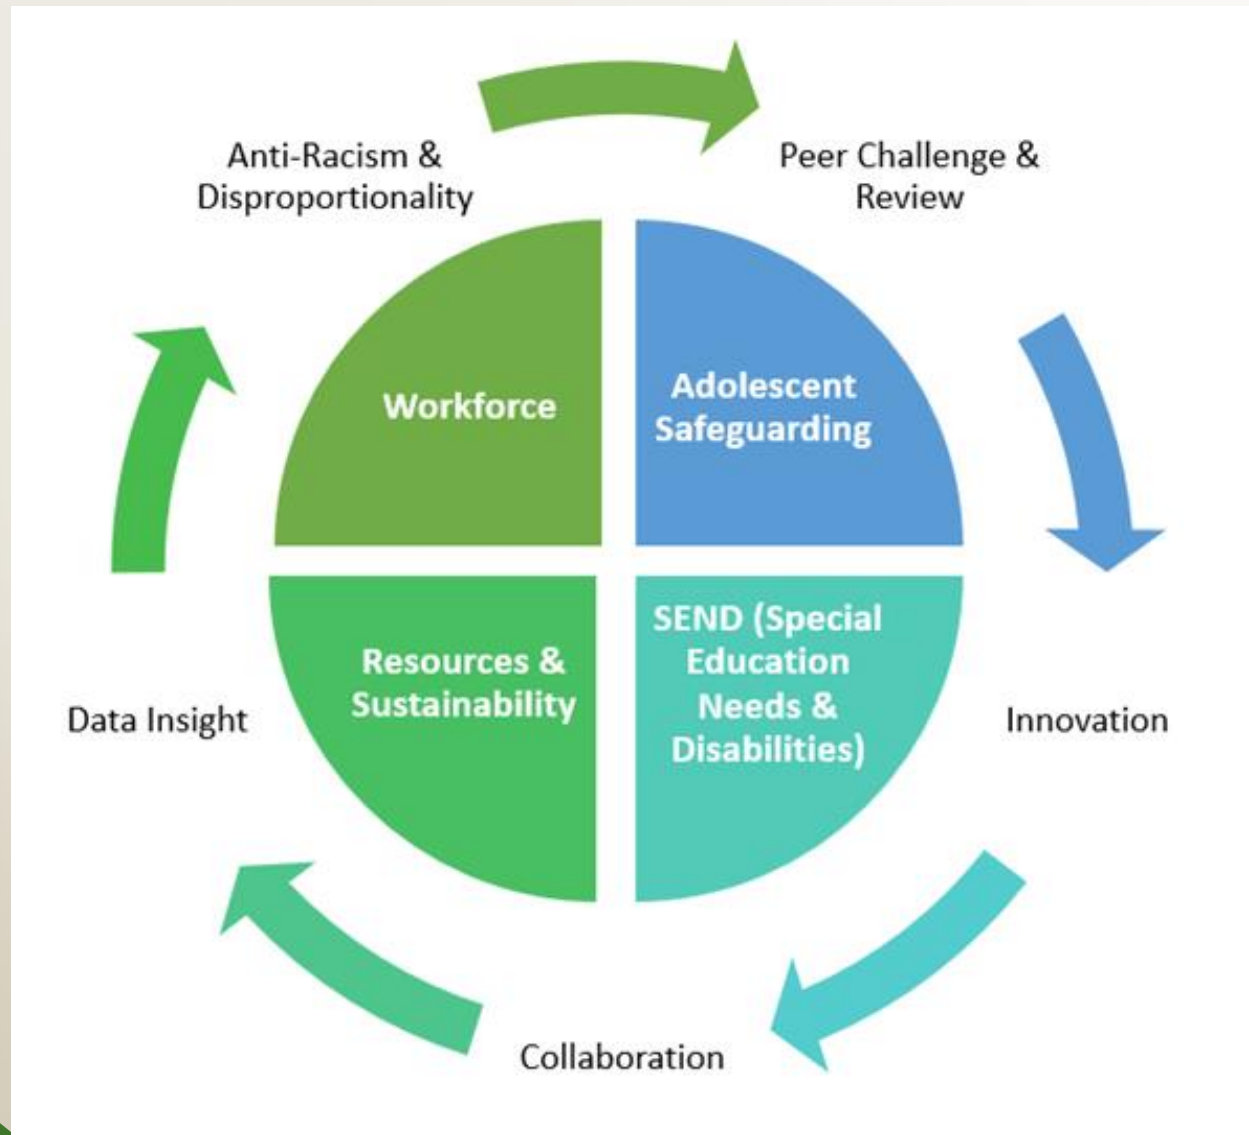 Anti-Racism &
Disproportionality
Peer Challenge &
Review
Workforce
Adolescent
Safeguarding
Resources &
Sustainability
SEND (Special
Education
Needs &
Disabilities)
Data Insight
Innovation
Collaboration